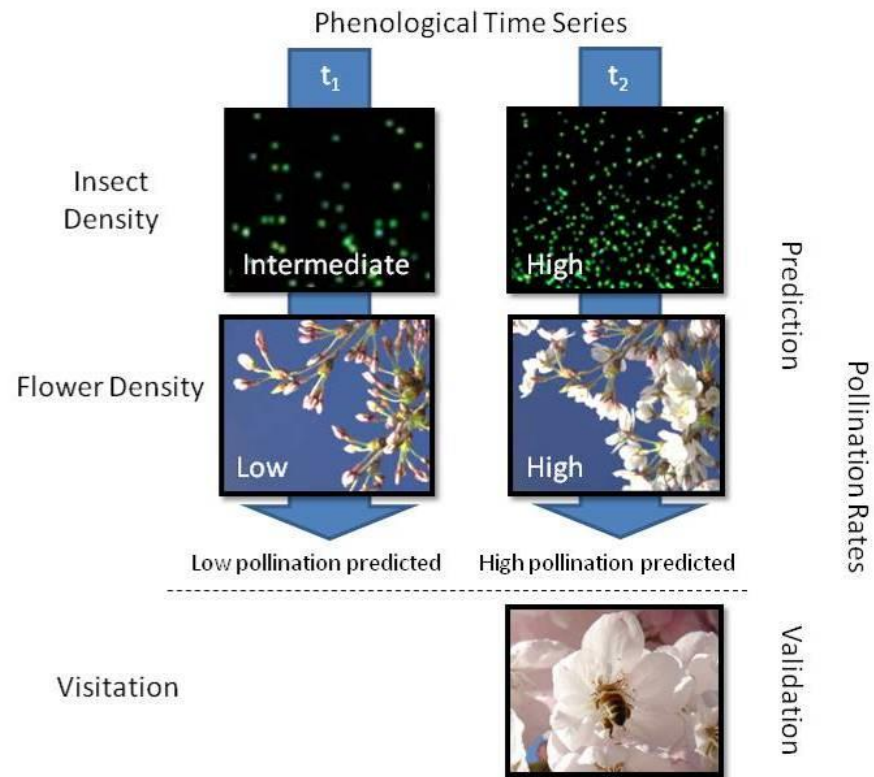 Phenological Time Series
t₁
t₂
Insect
Density
Intermediate
High
Flower Density
Low
High
Low pollination predicted
High pollination predicted
Visitation
Prediction
Validation
Pollination Rates